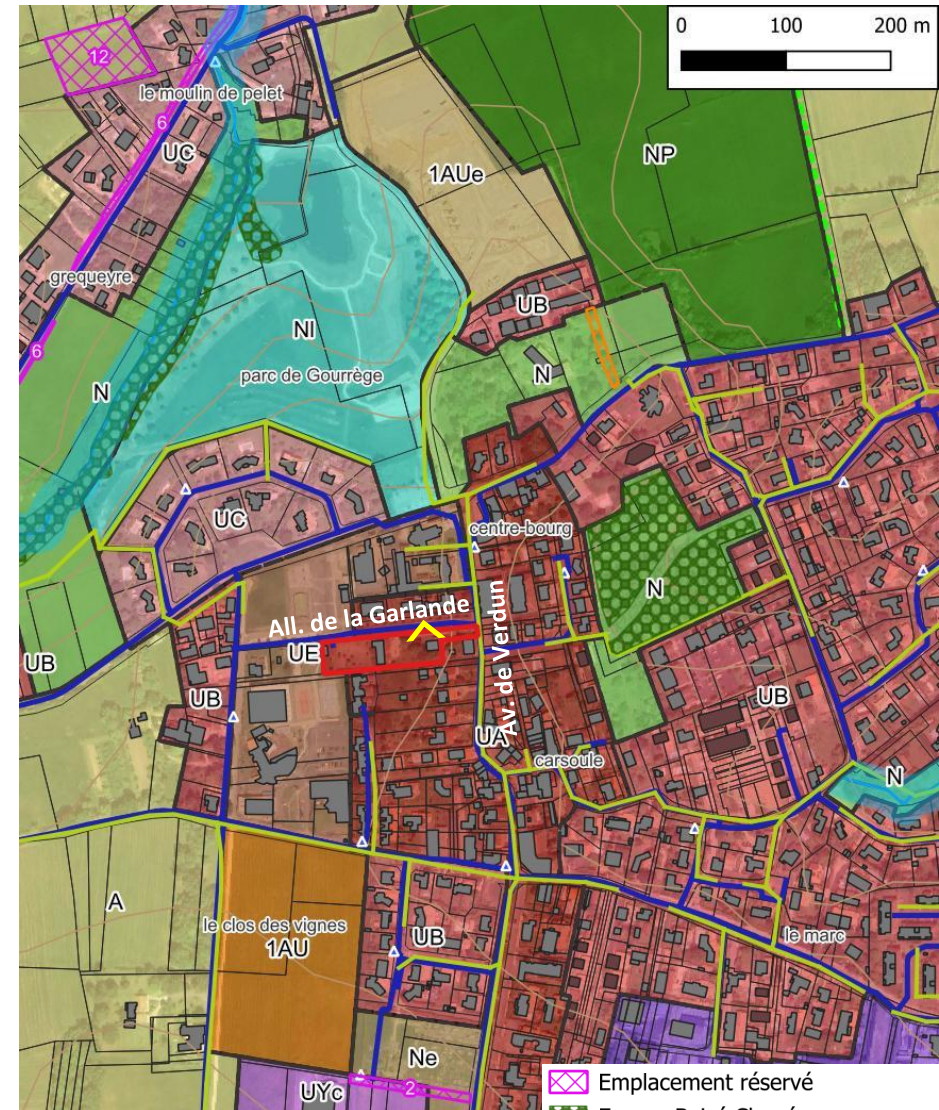 0 100 200 m
12
le moulin de pelet
6
UC
NP
1AUe
grequeyre
UB
NI
6
parc de Gourrège
N
N
UC
centre-bourg
N
All. de la Garlande
Av. de Verdun
UE
UB
UB
UB
UA
carsoule
N
A
le clos des vignes
1AU
UB
le marc
Ne
2
UYc
Emplacement réservé